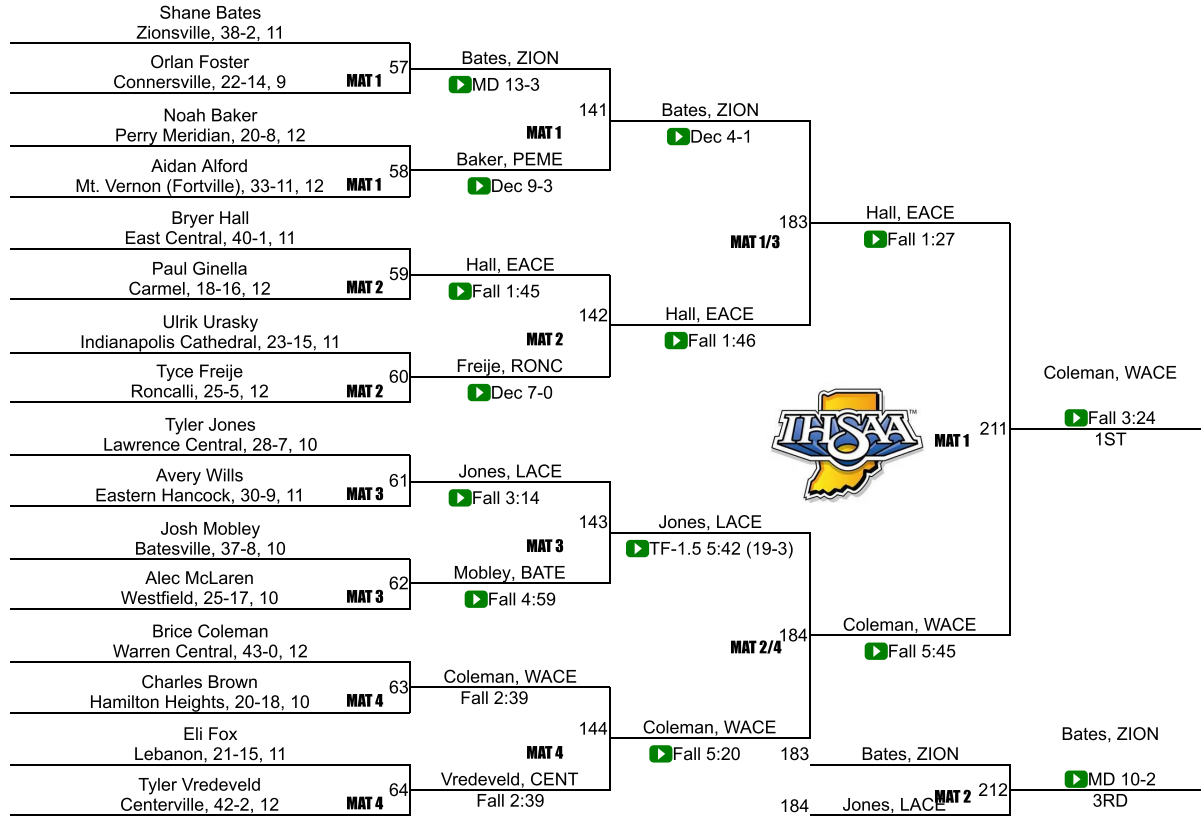 Shane Bates
Zionsville, 38-2, 11
Orlan Foster
Connersville, 22-14, 9
MAT 1
57
Bates, ZION
MD 13-3
Noah Baker
Perry Meridian, 20-8, 12
Aidan Alford
Mt. Vernon (Fortville), 33-11, 12
MAT 1
58
Baker, PEME
Dec 9-3
141
MAT 1
Bates, ZION
Dec 4-1
Bryer Hall
East Central, 40-1, 11
Paul Ginella
Carmel, 18-16, 12
MAT 2
59
Hall, EACE
Fall 1:45
Ulrik Urasky
Indianapolis Cathedral, 23-15, 11
Tyce Freije
Roncalli, 25-5, 12
MAT 2
60
Freije, RONC
Dec 7-0
142
MAT 2
Hall, EACE
Fall 1:46
183
MAT 1/3
Hall, EACE
Fall 1:27
Tyler Jones
Lawrence Central, 28-7, 10
Avery Wills
Eastern Hancock, 30-9, 11
MAT 3
61
Jones, LACE
Fall 3:14
Josh Mobley
Batesville, 37-8, 10
Alec McLaren
Westfield, 25-17, 10
MAT 3
62
Mobley, BATE
Fall 4:59
143
MAT 3
Jones, LACE
TF-1.5 5:42 (19-3)
Brice Coleman
Warren Central, 43-0, 12
Charles Brown
Hamilton Heights, 20-18, 10
MAT 4
63
Coleman, WACE
Fall 2:39
Eli Fox
Lebanon, 21-15, 11
Tyler Vredeveld
Centerville, 42-2, 12
MAT 4
64
Vredeveld, CENT
Fall 2:39
144
MAT 4
Coleman, WACE
Fall 5:20
184
MAT 2/4
Coleman, WACE
Fall 5:45
IHSAA
TM
MAT 1
211
Coleman, WACE
Fall 3:24
1ST
183
Bates, ZION
184
Jones, LACE
MAT 2
212
Bates, ZION
MD 10-2
3RD